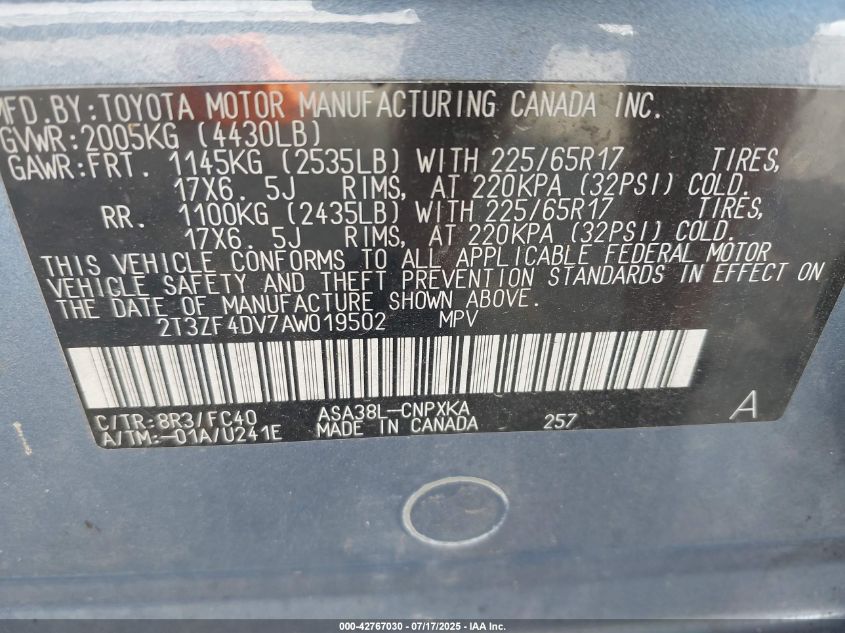 MFD.BY:TOYOTA MOTOR MANUFACTURING CANADA INC.
GVWR:2005KG (4430LB)
GAWR:FRT. 1145KG (2535LB) WITH 225/65R17 TIRES,
17X6. 5J RIMS, AT 220KPA (32PSI) COLD.
RR. 1100KG (2435LB) WITH 225/65R17 TIRES,
17X6. 5J RIMS, AT 220KPA (32PSI) COLD.
THIS VEHICLE CONFORMS TO ALL APPLICABLE FEDERAL MOTOR
VEHICLE SAFETY AND THEFT PREVENTION STANDARDS IN EFFECT ON
THE DATE OF MANUFACTURE SHOWN ABOVE.
2T3ZF4DV7AW019502 MPV
C/TR:8R3/FC40 ASA38L-CNPXKA
A/TM:-01A/U241E MADE IN CANADA 257 A
000-42767030 - 07/17/2025 - IAA Inc.